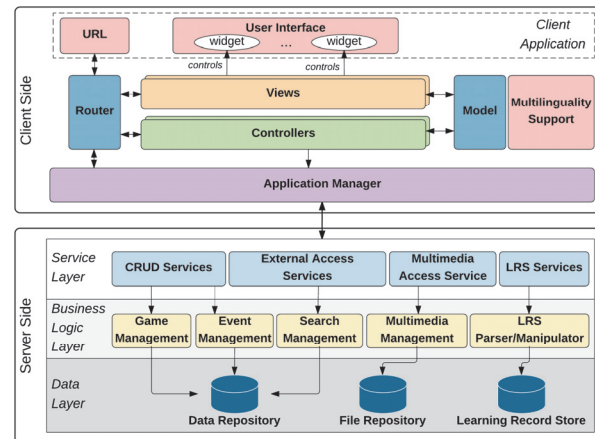 Client Side
URL
User Interface
widget
...
widget
Client
Application
controls
controls
Router
Views
Controllers
Model
Multilinguality
Support
Application Manager
Server Side
Service
Layer
CRUD Services
External Access
Services
Multimedia
Access Service
LRS Services
Business
Logic
Layer
Game
Management
Event
Management
Search
Management
Multimedia
Management
LRS
Parser/Manipulator
Data
Layer
Data Repository
File Repository
Learning Record Store